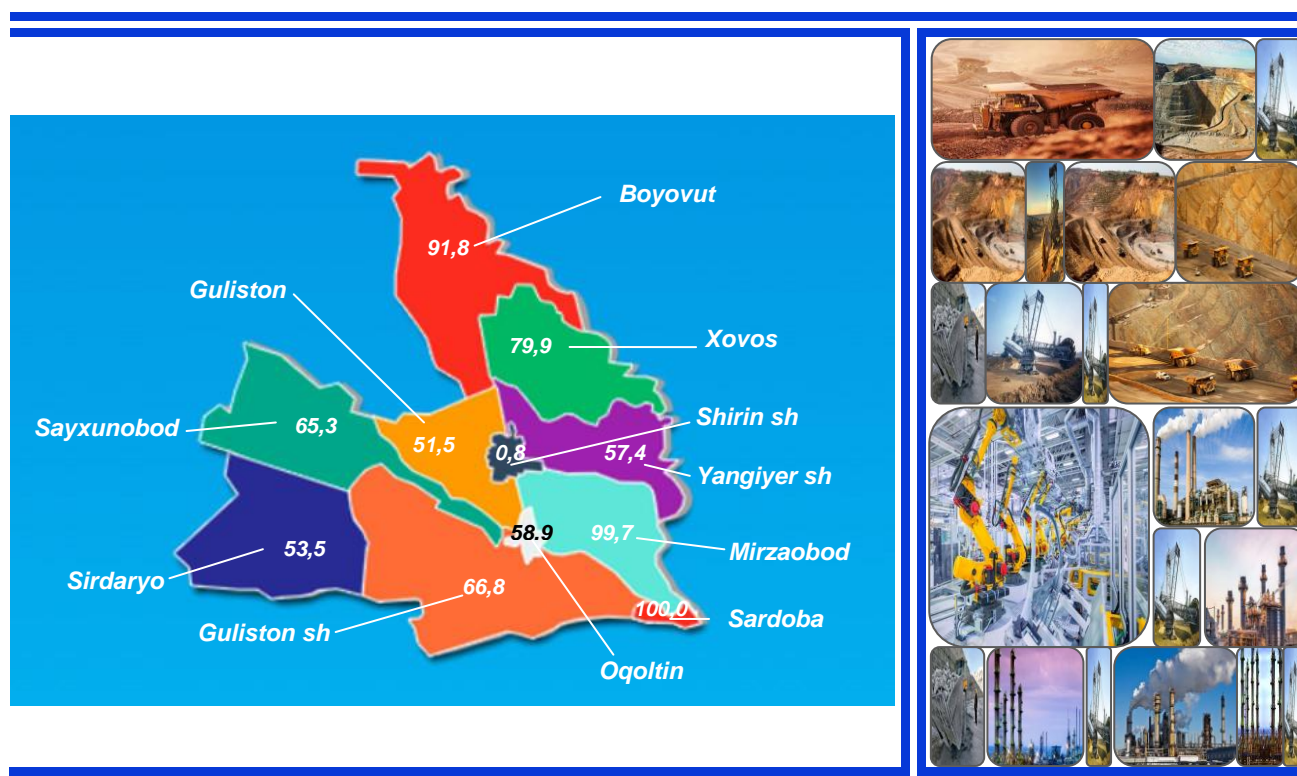 Boyovut
91,8
Guliston
Xovos
79,9
Shirin sh
Sayxunobod
65,3
51,5
0,8
57,4
Yangiyer sh
58.9
99,7
53,5
Mirzaobod
Sirdaryo
66,8
100,0
Sardoba
Guliston sh
Oqoltin